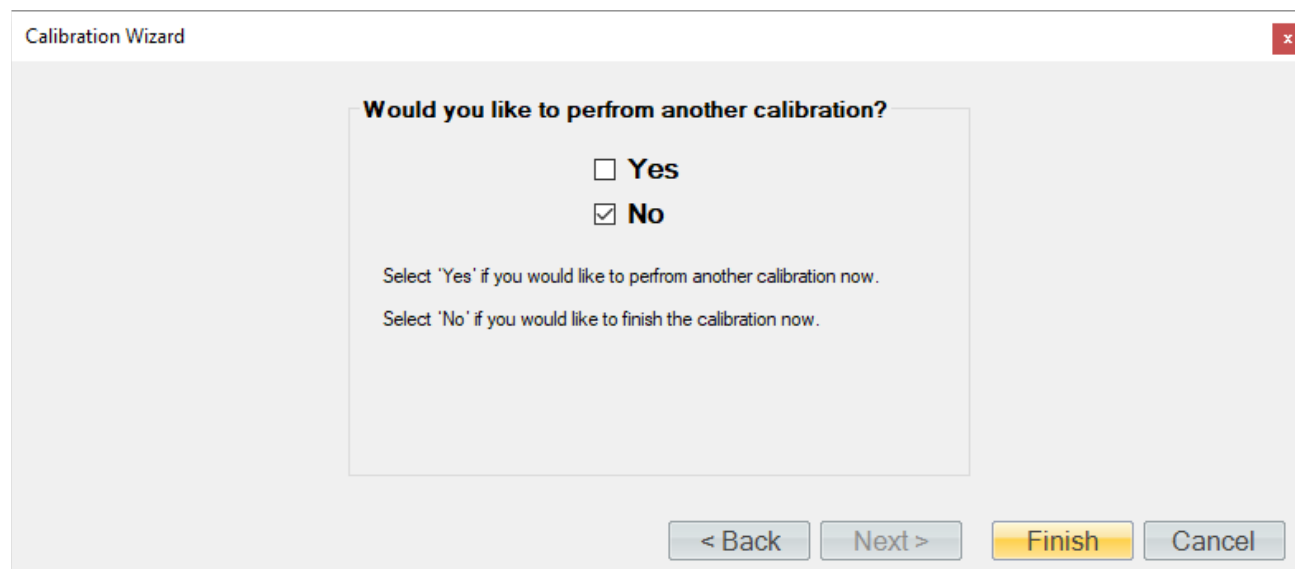 Calibration Wizard
x
Would you like to perfrom another calibration?
Yes
No
Select 'Yes' if you would like to perfrom another calibration now.
Select 'No' if you would like to finish the calibration now.
< Back Next > Finish Cancel